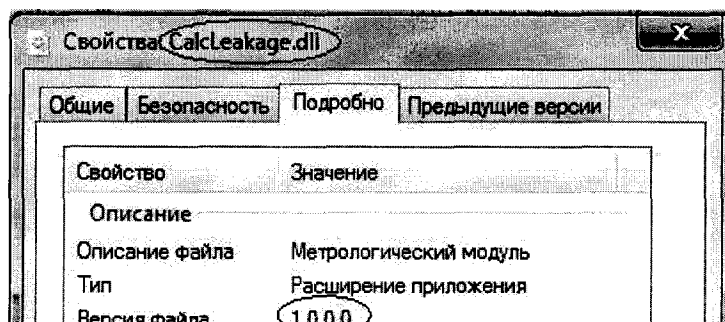 Свойства: CalcLeakage.dll
Общие Безопасность Подробно Предыдущие версии
Свойство Значение
Описание
Описание файла Метрологический модуль
Тип Расширение приложения
Версия файла 1.0.0.0